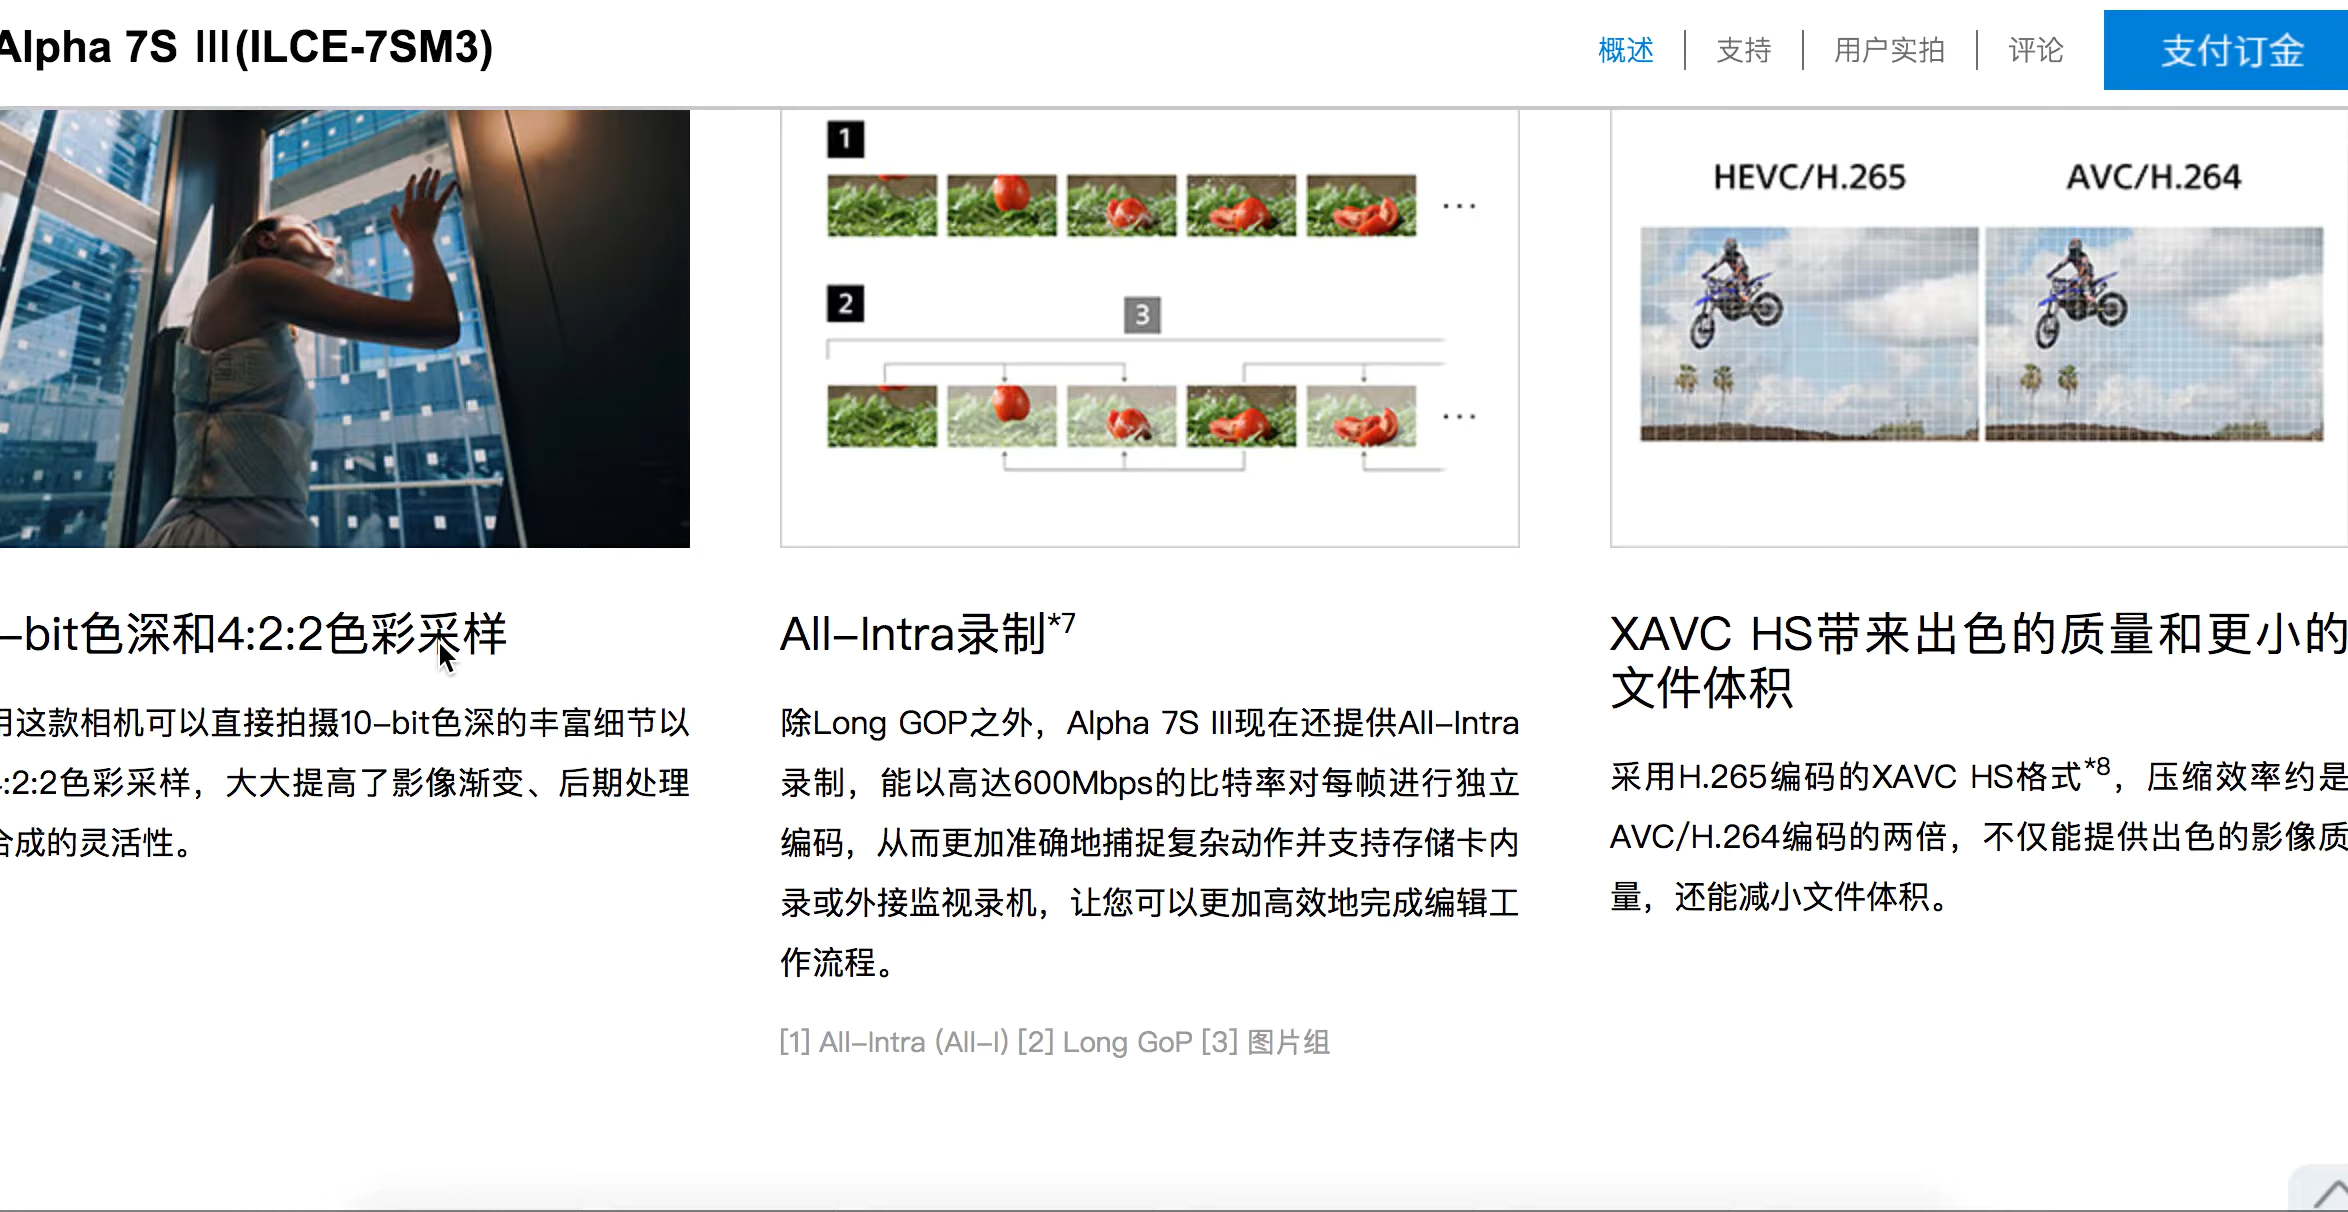 Alpha 7S III(ILCE-7SM3)
概述
支持
用户实拍
评论
支付订金
1
2
3
HEVC/H.265
AVC/H.264
-bit色深和4:2:2色彩采样
用这款相机可以直接拍摄10-bit色深的丰富细节以
:2:2色彩采样，大大提高了影像渐变、后期处理
合成的灵活性。
All-Intra录制*7
除Long GOP之外，Alpha 7S III现在还提供All-Intra
录制，能以高达600Mbps的比特率对每帧进行独立
编码，从而更加准确地捕捉复杂动作并支持存储卡内
录或外接监视录机，让您可以更加高效地完成编辑工
作流程。
[1] All-Intra (All-I) [2] Long GoP [3] 图片组
XAVC HS带来出色的质量和更小的
文件体积
采用H.265编码的XAVC HS格式*8，压缩效率约是
AVC/H.264编码的两倍，不仅能提供出色的影像质
量，还能减小文件体积。